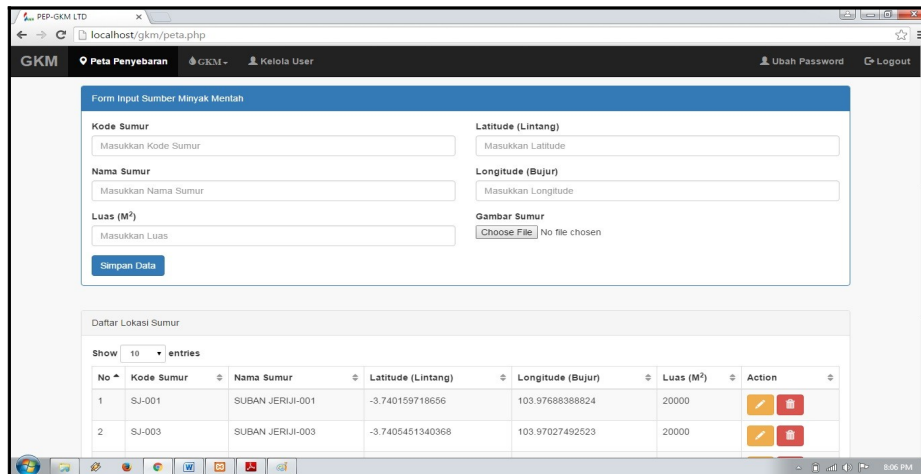 PEP-GKM LTD
localhost/gkm/peta.php
GKM Peta Penyebaran GKM Kelola User Ubah Password Logout
Form Input Sumber Minyak Mentah
Kode Sumur Latitude (Lintang)
Masukkan Kode Sumur Masukkan Latitude
Nama Sumur Longitude (Bujur)
Masukkan Nama Sumur Masukkan Longitude
Luas (M²) Gambar Sumur
Masukkan Luas Choose File No file chosen
Simpan Data
Daftar Lokasi Sumur
Show 10 entries
No Kode Sumur Nama Sumur Latitude (Lintang) Longitude (Bujur) Luas (M²) Action
1 SJ-001 SUBAN JERIJI-001 -3.740159718656 103.97688388824 20000
2 SJ-003 SUBAN JERIJI-003 -3.7405451340368 103.97027492523 20000
8:06 PM